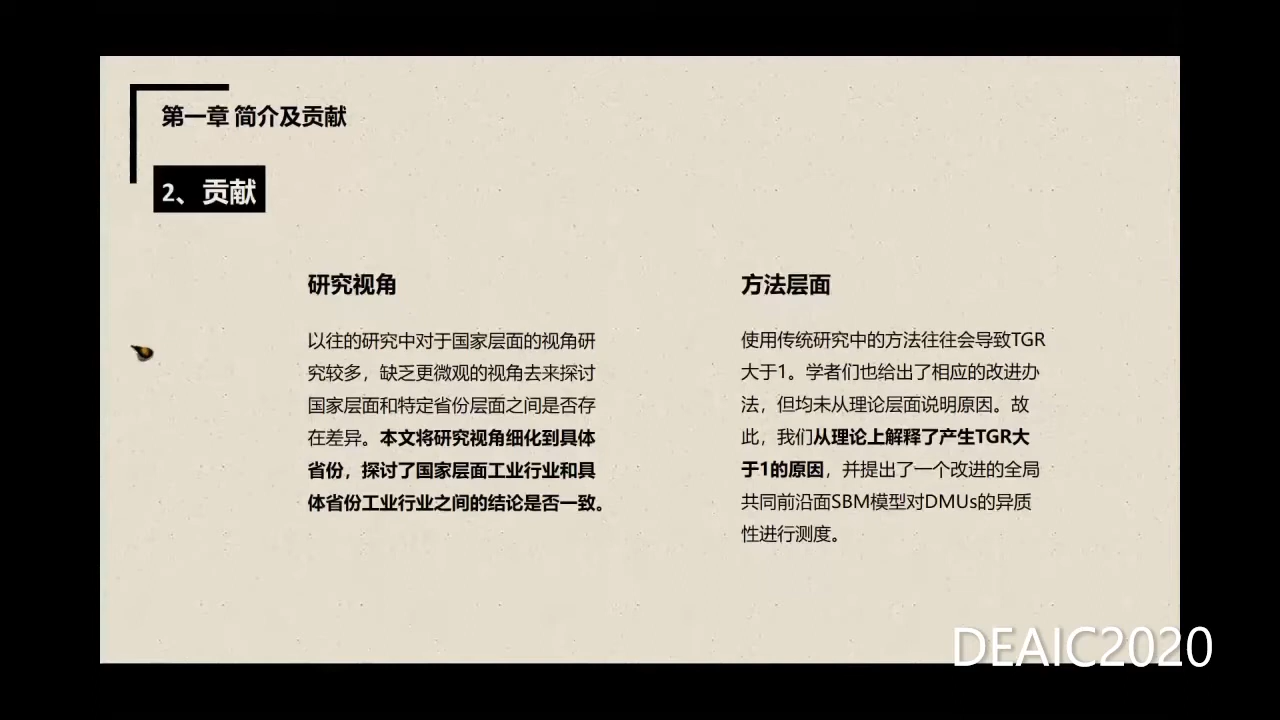 第一章 简介及贡献
2、贡献
研究视角
以往的研究中对于国家层面的视角研
究较多，缺乏更微观的视角去来探讨
国家层面和特定省份层面之间是否存
在差异。本文将研究视角细化到具体
省份，探讨了国家层面工业行业和具
体省份工业行业之间的结论是否一致。
方法层面
使用传统研究中的方法往往会导致TGR
大于1。学者们也给出了相应的改进办
法，但均未从理论层面说明原因。故
此，我们从理论上解释了产生TGR大
于1的原因，并提出了一个改进的全局
共同前沿面SBM模型对DMUs的异质
性进行测度。
DEAIC2020